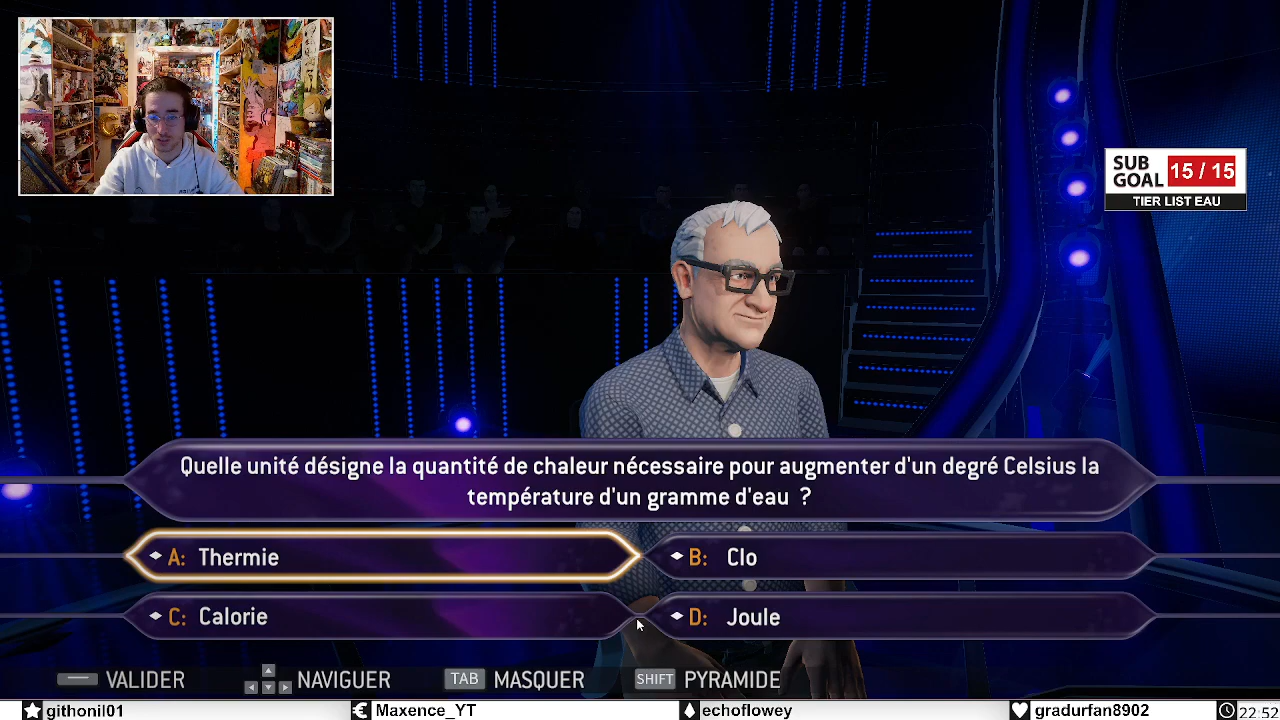 SUB
GOAL
15 / 15
TIER LIST EAU
Quelle unité désigne la quantité de chaleur nécessaire pour augmenter d'un degré Celsius la
température d'un gramme d'eau ?
A: Thermie
B: Clo
C: Calorie
D: Joule
VALIDER
NAVIGUER
TAB MASQUER
SHIFT PYRAMIDE
githonil01
Maxence_YT
echoflowey
gradurfan8902
22:52